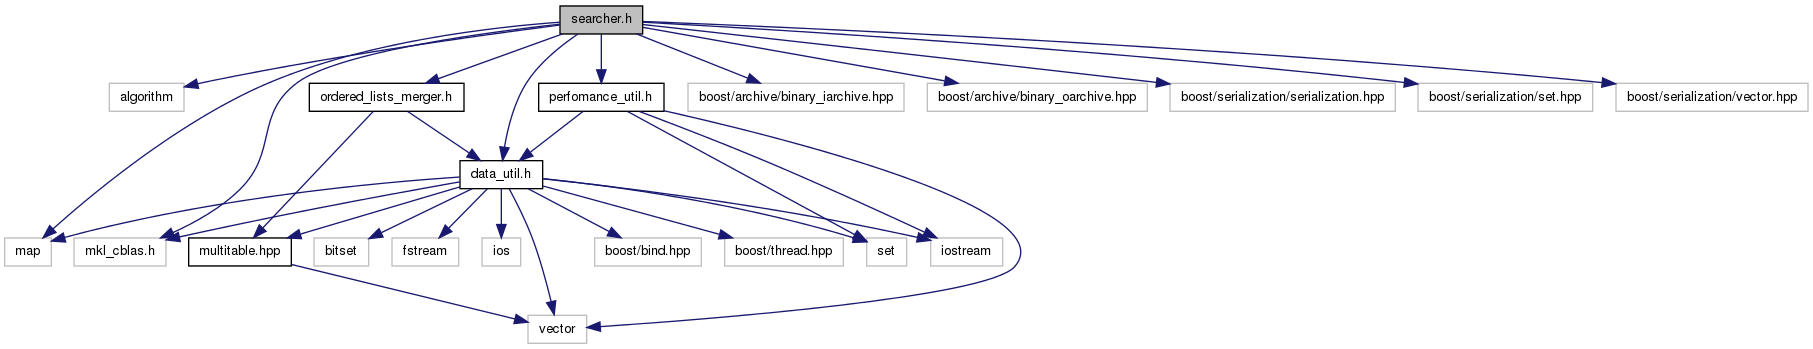 searcher.h
algorithm
ordered_lists_merger.h
perfomance_util.h
boost/archive/binary_iarchive.hpp
boost/archive/binary_oarchive.hpp
boost/serialization/serialization.hpp
boost/serialization/set.hpp
boost/serialization/vector.hpp
data_util.h
map
mkl_cblas.h
multitable.hpp
bitset
fstream
ios
boost/bind.hpp
boost/thread.hpp
set
iostream
vector